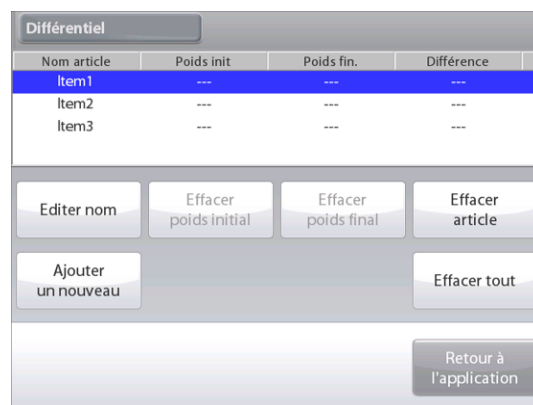 Différentiel
Nom article Poids init Poids fin. Différence
Item1 --- --- ---
Item2 --- --- ---
Item3 --- --- ---
Editer nom
Effacer
poids initial
Effacer
poids final
Effacer
article
Ajouter
un nouveau
Effacer tout
Retour à
l'application